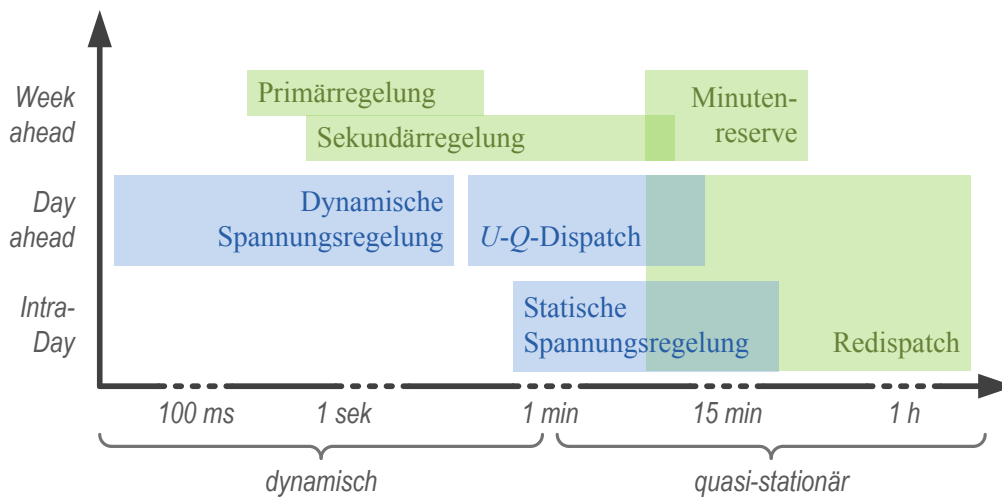 Week
ahead
Primärregelung
Sekundärregelung
Minuten-
reserve
Day
ahead
Dynamische
Spannungsregelung
U-Q-Dispatch
Intra-
Day
Statische
Spannungsregelung
Redispatch
100 ms
1 sek
1 min
15 min
1 h
dynamisch
quasi-stationär